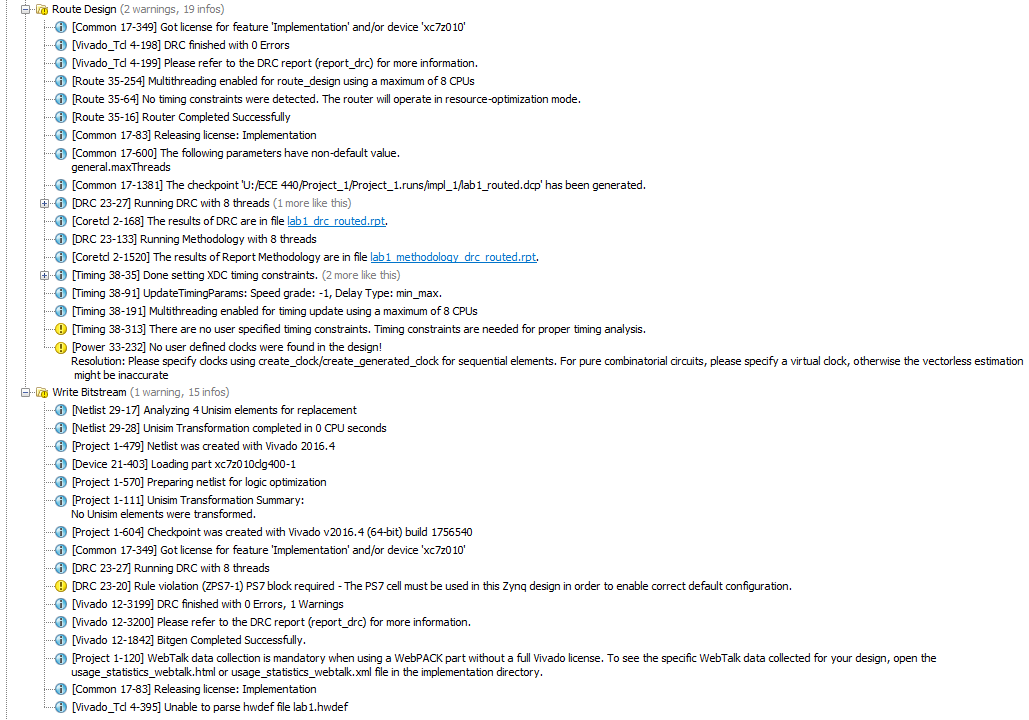 Route Design (2 warnings, 19 infos)
[Common 17-349] Got license for feature 'Implementation' and/or device 'xc7z010'
[Vivado_Tcl 4-198] DRC finished with 0 Errors
[Vivado_Tcl 4-199] Please refer to the DRC report (report_drc) for more information.
[Route 35-254] Multithreading enabled for route_design using a maximum of 8 CPUs
[Route 35-64] No timing constraints were detected. The router will operate in resource-optimization mode.
[Route 35-16] Router Completed Successfully
[Common 17-83] Releasing license: Implementation
[Common 17-600] The following parameters have non-default value.
general.maxThreads
[Common 17-1381] The checkpoint 'U:/ECE 440/Project_1/Project_1.runs/impl_1/lab1_routed.dcp' has been generated.
[DRC 23-27] Running DRC with 8 threads (1 more like this)
[Coretcl 2-168] The results of DRC are in file lab1_drc_routed.rpt.
[DRC 23-133] Running Methodology with 8 threads
[Coretcl 2-1520] The results of Report Methodology are in file lab1_methodology_drc_routed.rpt.
[Timing 38-35] Done setting XDC timing constraints. (2 more like this)
[Timing 38-91] UpdateTimingParams: Speed grade: -1, Delay Type: min_max.
[Timing 38-191] Multithreading enabled for timing update using a maximum of 8 CPUs
[Timing 38-313] There are no user specified timing constraints. Timing constraints are needed for proper timing analysis.
[Power 33-232] No user defined clocks were found in the design!
Resolution: Please specify clocks using create_clock/create_generated_clock for sequential elements. For pure combinatorial circuits, please specify a virtual clock, otherwise the vectorless estimation
might be inaccurate
Write Bitstream (1 warning, 15 infos)
[Netlist 29-17] Analyzing 4 Unisim elements for replacement
[Netlist 29-28] Unisim Transformation completed in 0 CPU seconds
[Project 1-479] Netlist was created with Vivado 2016.4
[Device 21-403] Loading part xc7z010clg400-1
[Project 1-570] Preparing netlist for logic optimization
[Project 1-111] Unisim Transformation Summary:
No Unisim elements were transformed.
[Project 1-604] Checkpoint was created with Vivado v2016.4 (64-bit) build 1756540
[Common 17-349] Got license for feature 'Implementation' and/or device 'xc7z010'
[DRC 23-27] Running DRC with 8 threads
[DRC 23-20] Rule violation (ZPS7-1) PS7 block required - The PS7 cell must be used in this Zynq design in order to enable correct default configuration.
[Vivado 12-3199] DRC finished with 0 Errors, 1 Warnings
[Vivado 12-3200] Please refer to the DRC report (report_drc) for more information.
[Vivado 12-1842] Bitgen Completed Successfully.
[Project 1-120] WebTalk data collection is mandatory when using a WebPACK part without a full Vivado license. To see the specific WebTalk data collected for your design, open the
usage_statistics_webtalk.html or usage_statistics_webtalk.xml file in the implementation directory.
[Common 17-83] Releasing license: Implementation
[Vivado_Tcl 4-395] Unable to parse hwdef file lab1.hwdef